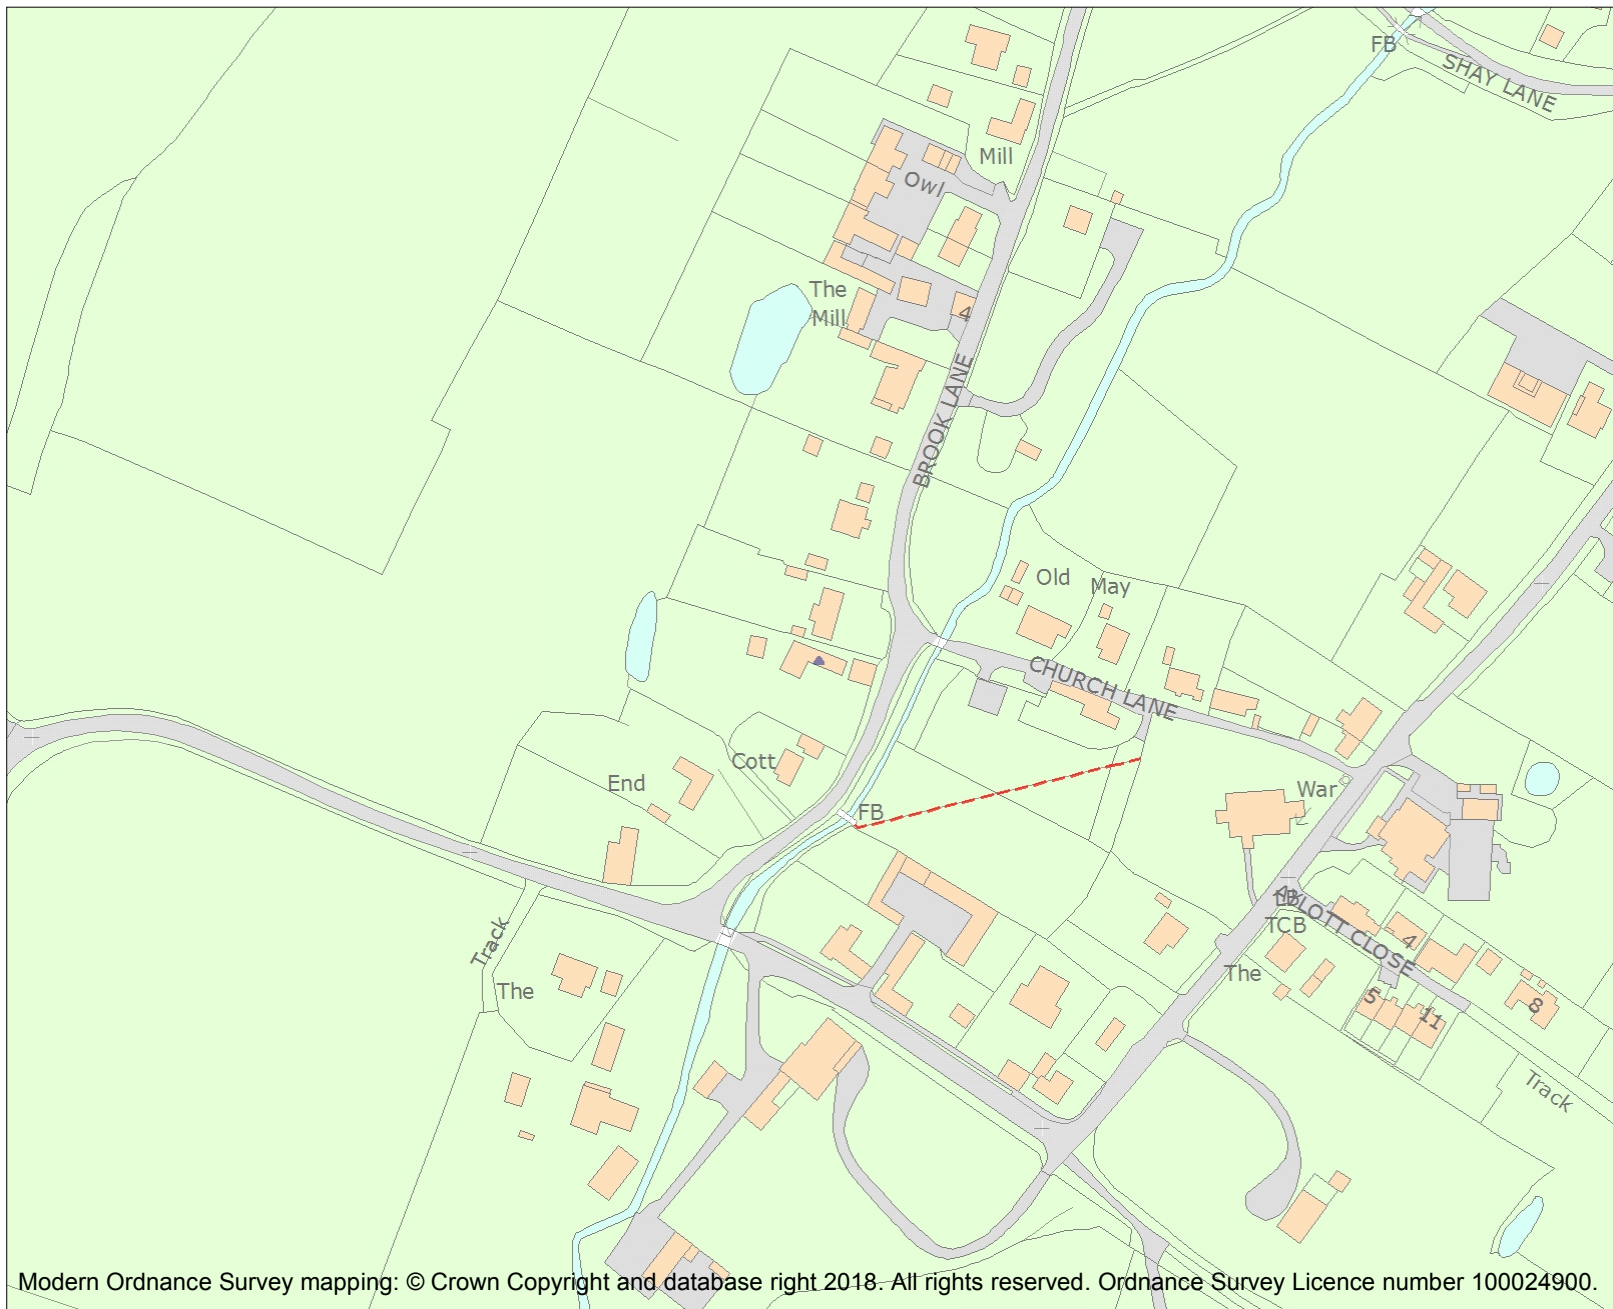 FB
SHAY LANE
Mill
Owl
The
Mill
4
BROOK LANE
Old
May
CHURCH LANE
Cott
End
FB
War
ABLOTT CLOSE
TCB
The
4
Track
The
5
11
8
Track
Modern Ordnance Survey mapping: © Crown Copyright and database right 2018. All rights reserved. Ordnance Survey Licence number 100024900.